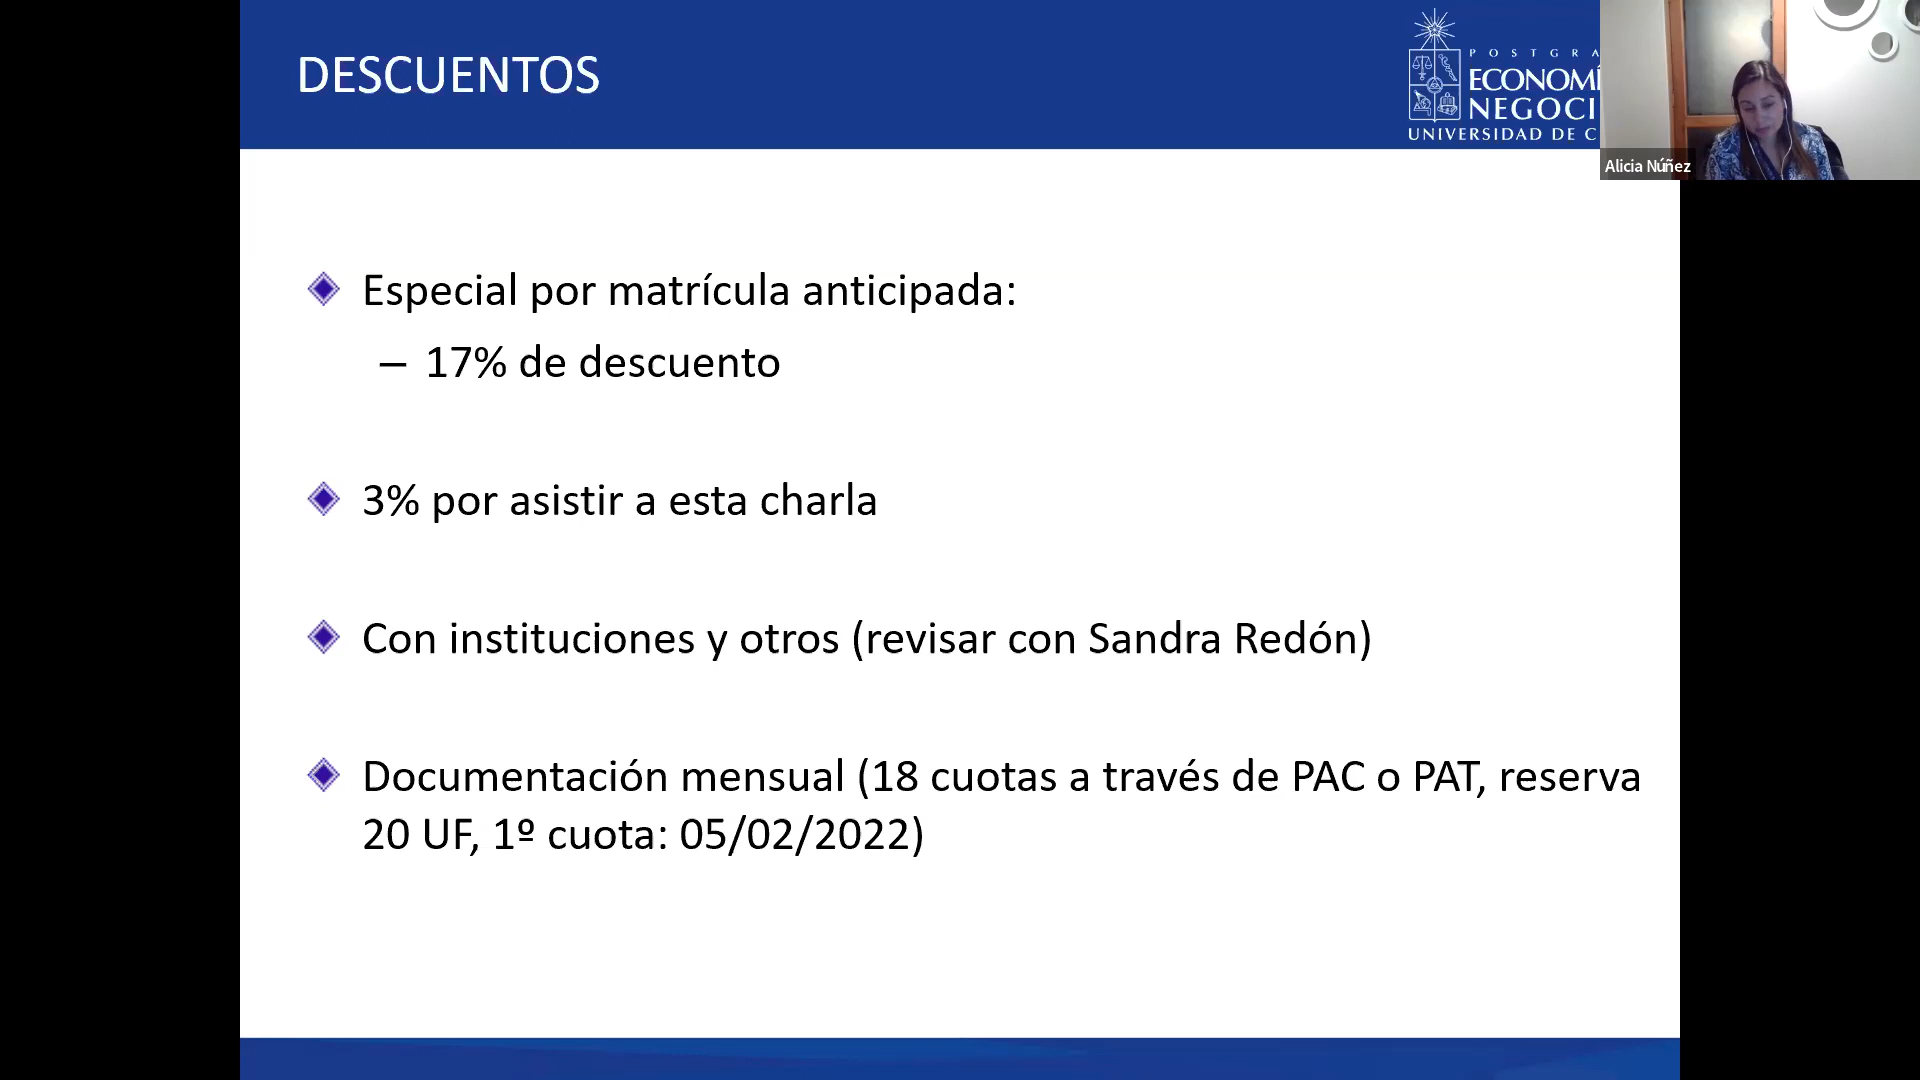 DESCUENTOS
POSTGRA
ECONOMÍ
NEGOCI
UNIVERSIDAD DE C
Alicia Núñez
Especial por matrícula anticipada:
– 17% de descuento
3% por asistir a esta charla
Con instituciones y otros (revisar con Sandra Redón)
Documentación mensual (18 cuotas a través de PAC o PAT, reserva
20 UF, 1º cuota: 05/02/2022)